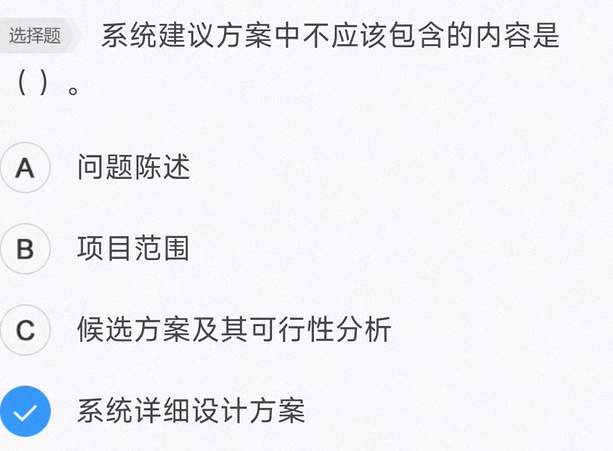 选择题 系统建议方案中不应该包含的内容是
（ ）。
A 问题陈述
B 项目范围
C 候选方案及其可行性分析
系统详细设计方案